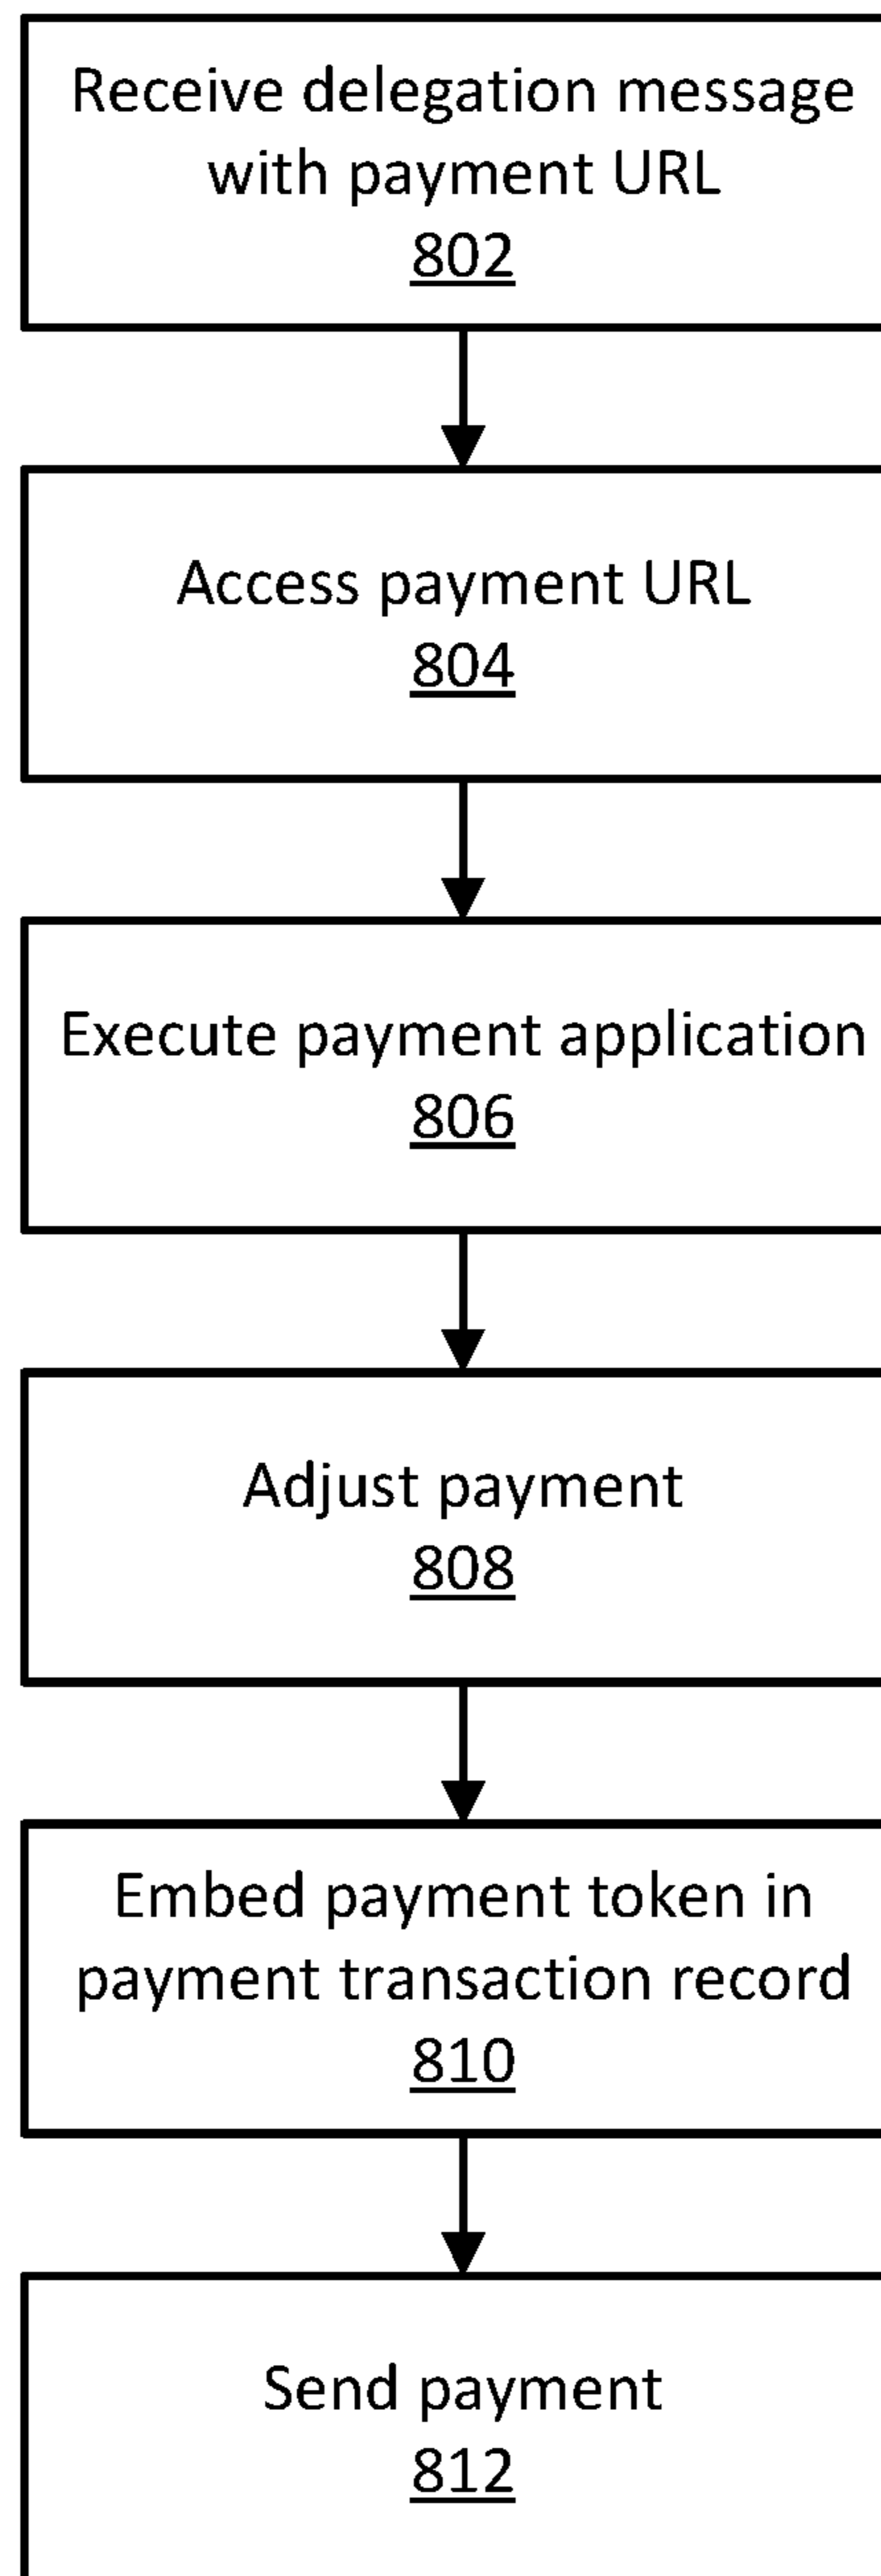 Receive delegation message
with payment URL
802
Access payment URL
804
Execute payment application
806
Adjust payment
808
Embed payment token in
payment transaction record
810
Send payment
812